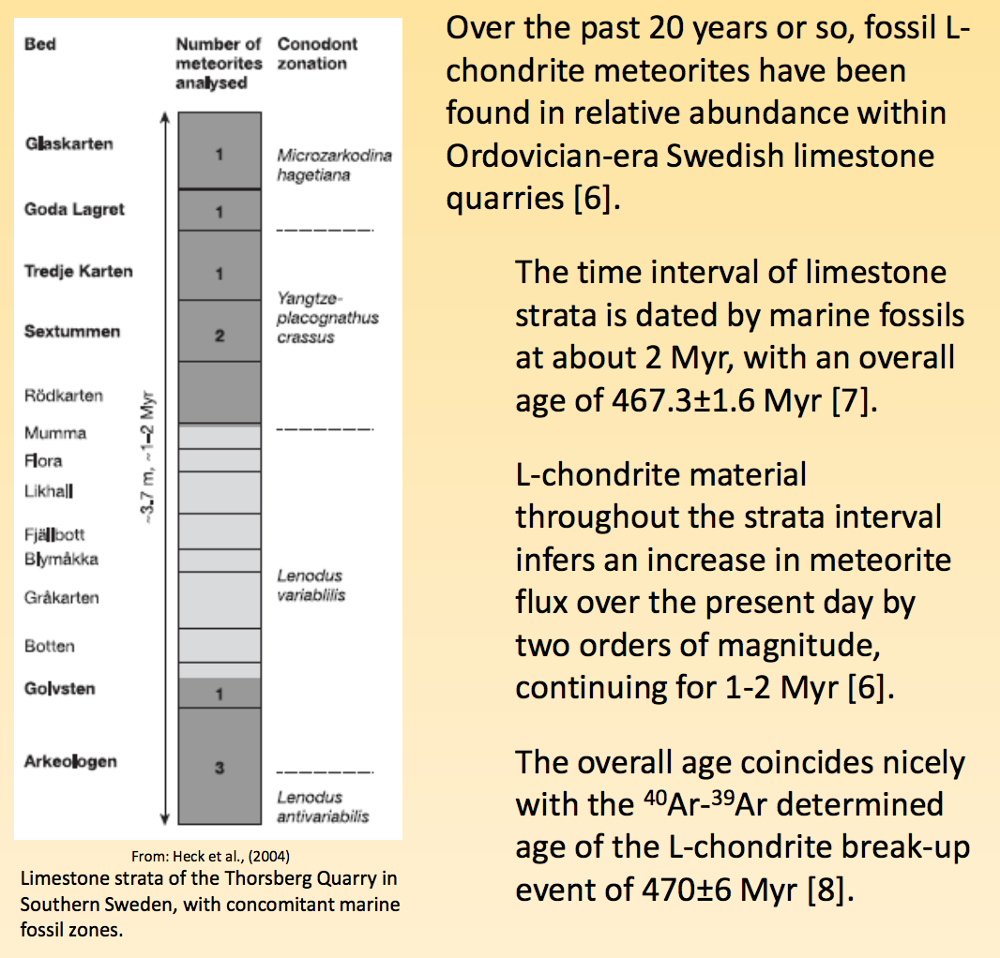 Bed
Number of
meteorites
analysed
Conodont
zonation
Glaskarten
1
Microzarkodina
hagetiana
Goda Lagret
1
Tredje Karten
1
Yangtze-
placognathus
crassus
Sextummen
2
Rödkarten
Mumma
Flora
Likhall
~3.7 m, ~1–2 Myr
Fjällbott
Blymåkka
Gråkarten
Lenodus
variablilis
Botten
Golvsten
1
Arkeologen
3
Lenodus
antivariabilis
From: Heck et al., (2004)
Limestone strata of the Thorsberg Quarry in
Southern Sweden, with concomitant marine
fossil zones.
Over the past 20 years or so, fossil L-
chondrite meteorites have been
found in relative abundance within
Ordovician-era Swedish limestone
quarries [6].
The time interval of limestone
strata is dated by marine fossils
at about 2 Myr, with an overall
age of 467.3±1.6 Myr [7].
L-chondrite material
throughout the strata interval
infers an increase in meteorite
flux over the present day by
two orders of magnitude,
continuing for 1-2 Myr [6].
The overall age coincides nicely
with the ⁴⁰Ar-³⁹Ar determined
age of the L-chondrite break-up
event of 470±6 Myr [8].